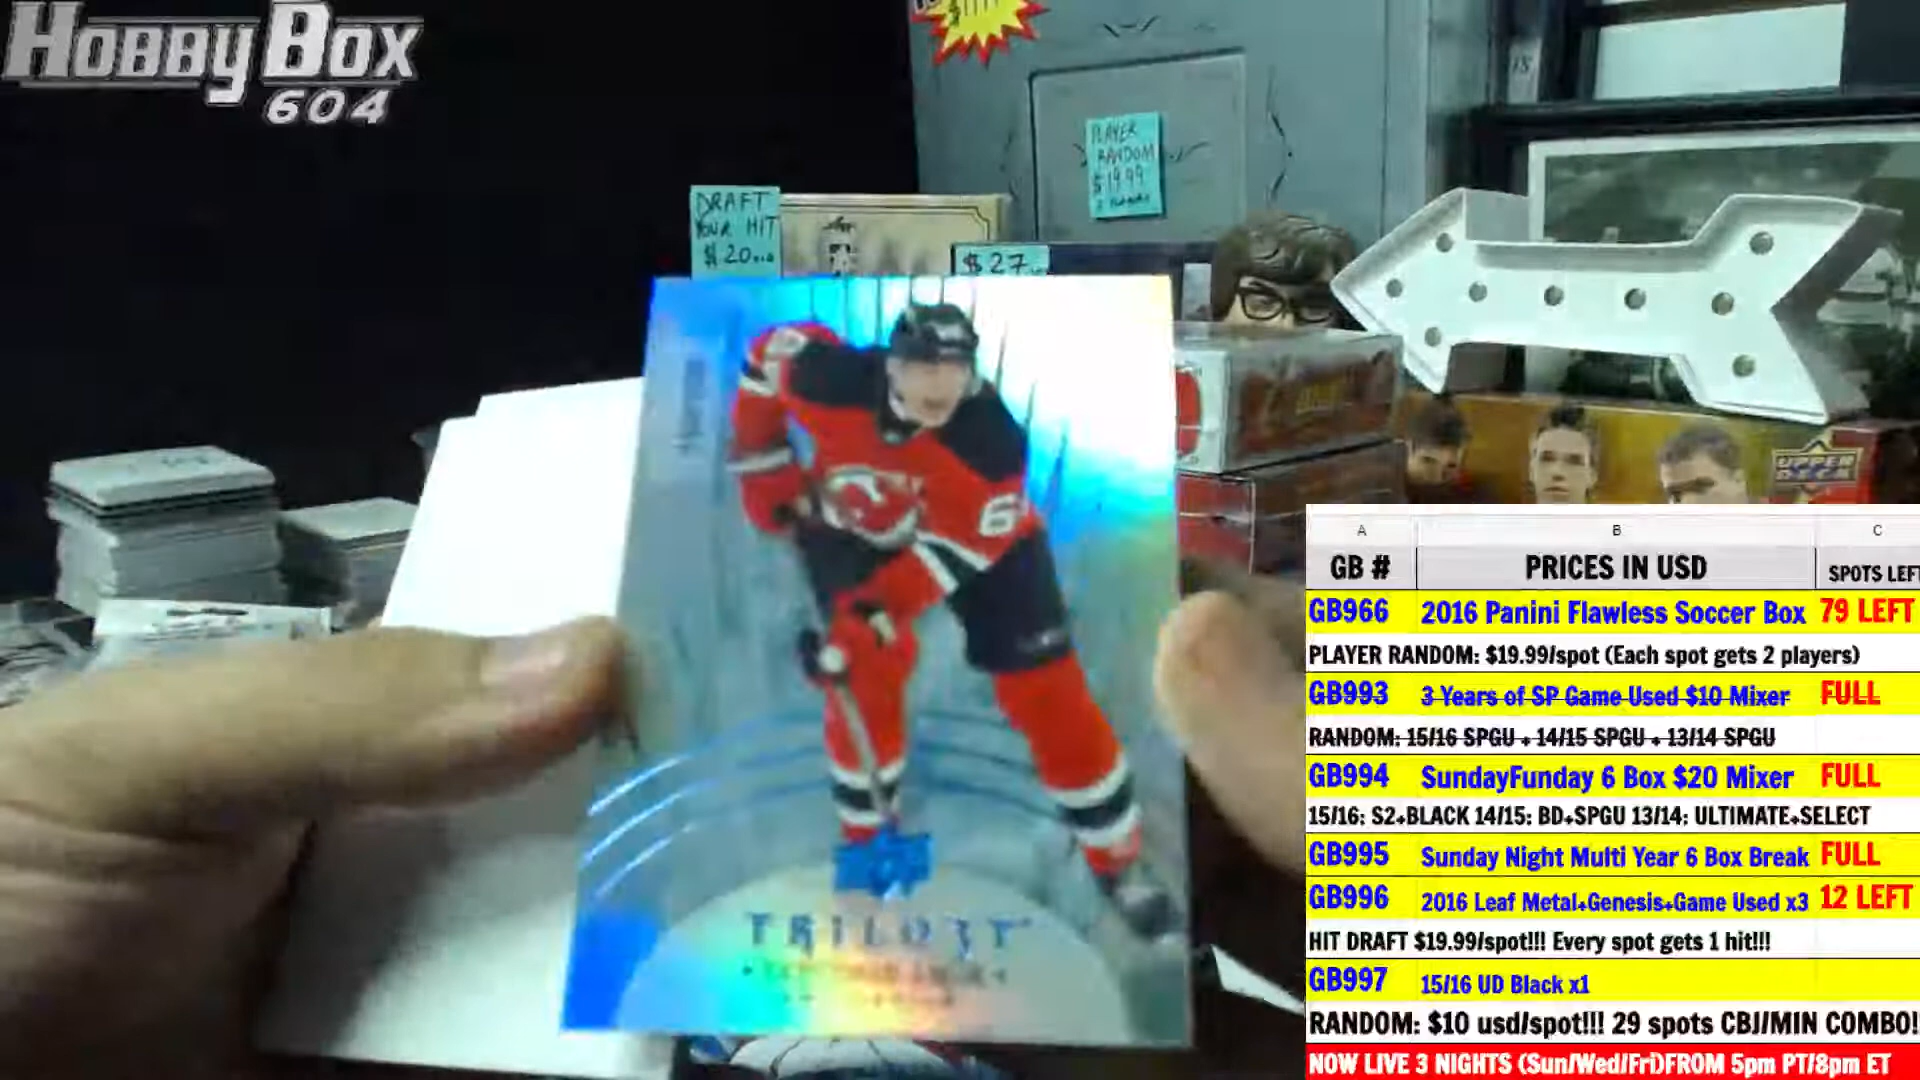 HOBBY BOX
604
DRAFT
YOUR HIT
$20
PLAYER
RANDOM
$19.99
$27
UPPER
DECK
6
TRILOGY
A B C
GB # PRICES IN USD SPOTS LEFT
GB966 2016 Panini Flawless Soccer Box 79 LEFT
PLAYER RANDOM: $19.99/spot (Each spot gets 2 players)
GB993 3 Years of SP Game Used $10 Mixer FULL
RANDOM: 15/16 SPGU + 14/15 SPGU + 13/14 SPGU
GB994 SundayFunday 6 Box $20 Mixer FULL
15/16: S2+BLACK 14/15: BD+SPGU 13/14: ULTIMATE+SELECT
GB995 Sunday Night Multi Year 6 Box Break FULL
GB996 2016 Leaf Metal+Genesis+Game Used x3 12 LEFT
HIT DRAFT $19.99/spot!!! Every spot gets 1 hit!!!
GB997 15/16 UD Black x1
RANDOM: $10 usd/spot!!! 29 spots CBJ/MIN COMBO!!
NOW LIVE 3 NIGHTS (Sun/Wed/Fri)FROM 5pm PT/8pm ET